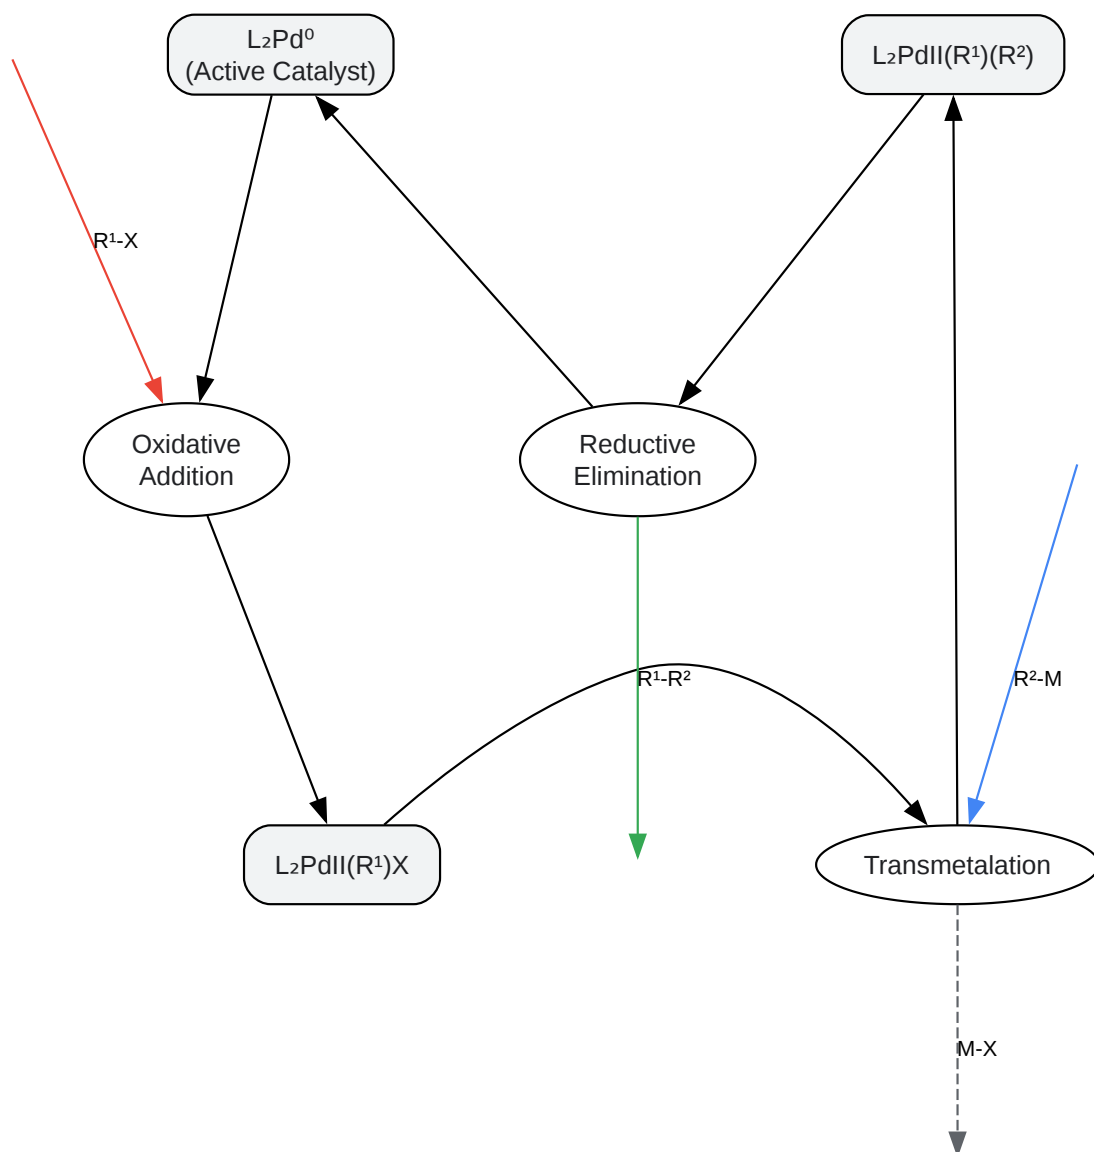 L₂Pd⁰
(Active Catalyst)
L₂PdII(R¹)(R²)
R¹-X
Oxidative
Addition
Reductive
Elimination
R¹-R²
R²-M
L₂PdII(R¹)X
Transmetalation
M-X